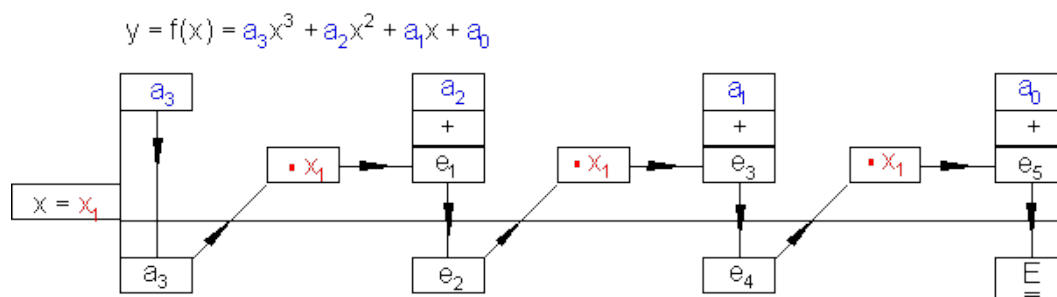 y = f(x) = a₃x³ + a₂x² + a₁x + a₀
a₃ a₂ a₁ a₀
+ + +
· x₁ e₁ · x₁ e₃ · x₁ e₅
x = x₁
a₃ e₂ e₄ E